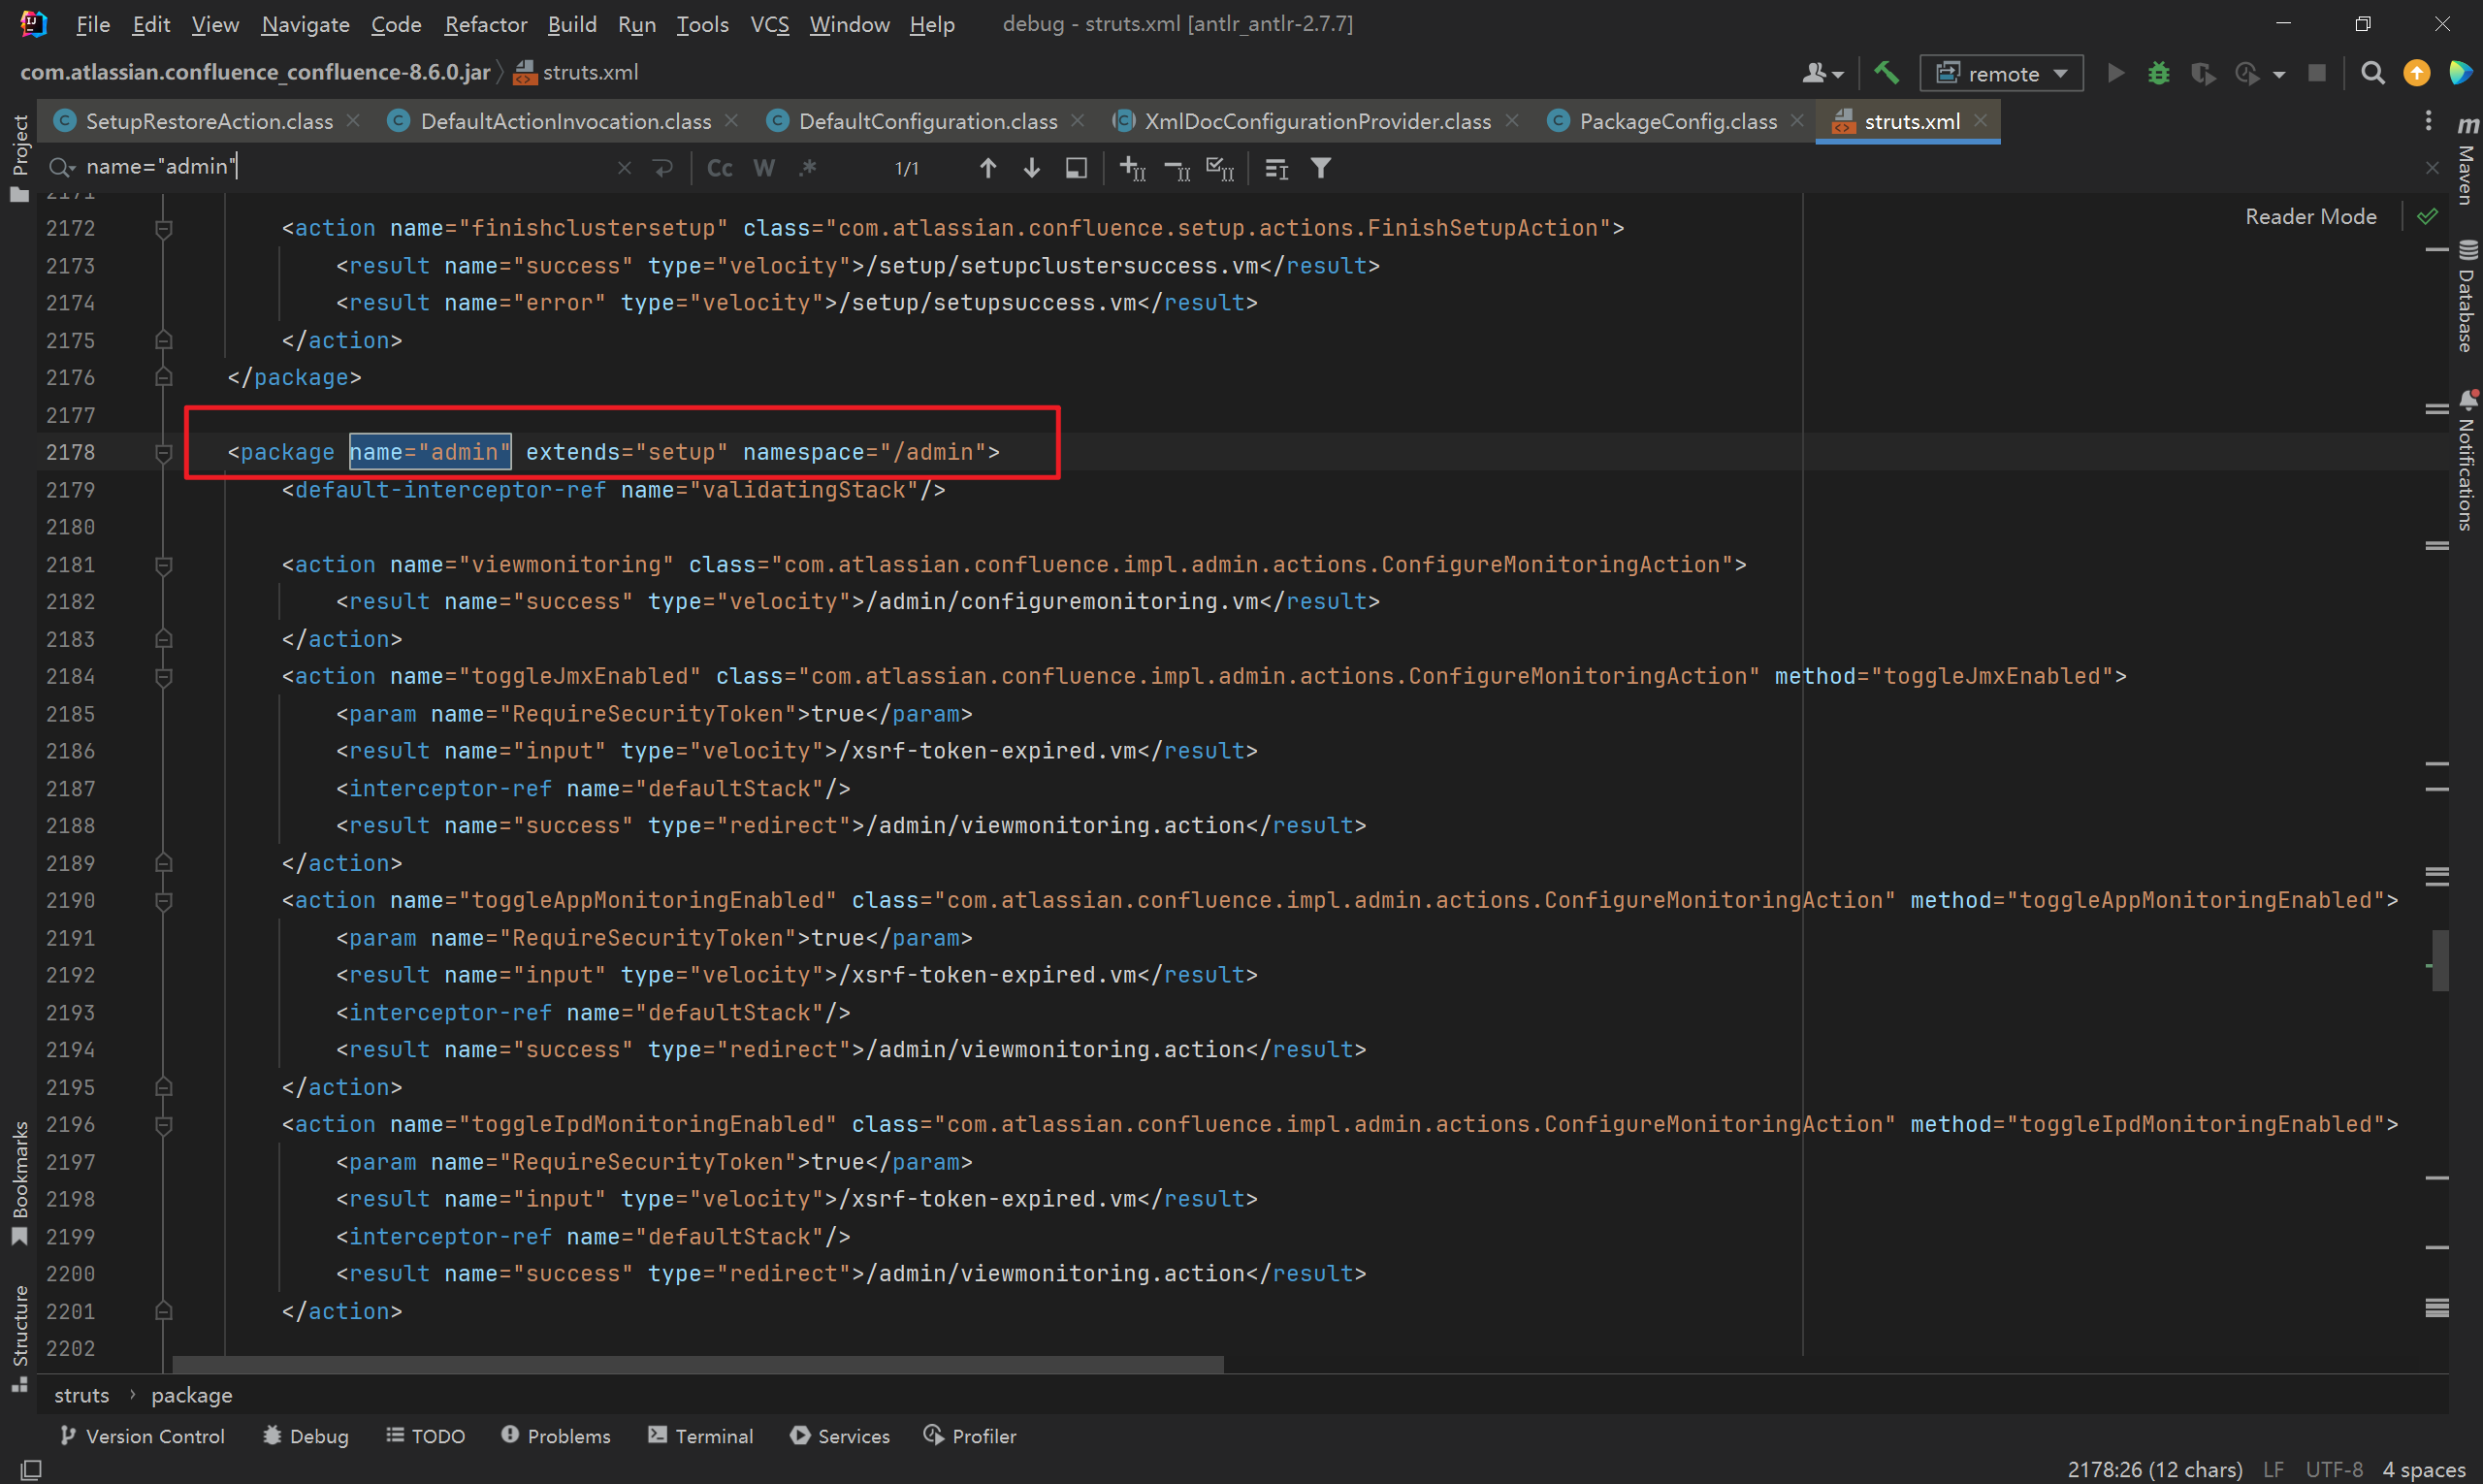 File Edit View Navigate Code Refactor Build Run Tools VCS Window Help debug - struts.xml [antlr_antlr-2.7.7]
com.atlassian.confluence_confluence-8.6.0.jar struts.xml remote
SetupRestoreAction.class DefaultActionInvocation.class DefaultConfiguration.class XmlDocConfigurationProvider.class PackageConfig.class struts.xml
name="admin" Cc W .* 1/1
Reader Mode
2171
2172 <action name="finishclustersetup" class="com.atlassian.confluence.setup.actions.FinishSetupAction">
2173 <result name="success" type="velocity">/setup/setupclustersuccess.vm</result>
2174 <result name="error" type="velocity">/setup/setupsuccess.vm</result>
2175 </action>
2176 </package>
2177
2178 <package name="admin" extends="setup" namespace="/admin">
2179 <default-interceptor-ref name="validatingStack"/>
2180
2181 <action name="viewmonitoring" class="com.atlassian.confluence.impl.admin.actions.ConfigureMonitoringAction">
2182 <result name="success" type="velocity">/admin/configuremonitoring.vm</result>
2183 </action>
2184 <action name="toggleJmxEnabled" class="com.atlassian.confluence.impl.admin.actions.ConfigureMonitoringAction" method="toggleJmxEnabled">
2185 <param name="RequireSecurityToken">true</param>
2186 <result name="input" type="velocity">/xsrf-token-expired.vm</result>
2187 <interceptor-ref name="defaultStack"/>
2188 <result name="success" type="redirect">/admin/viewmonitoring.action</result>
2189 </action>
2190 <action name="toggleAppMonitoringEnabled" class="com.atlassian.confluence.impl.admin.actions.ConfigureMonitoringAction" method="toggleAppMonitoringEnabled">
2191 <param name="RequireSecurityToken">true</param>
2192 <result name="input" type="velocity">/xsrf-token-expired.vm</result>
2193 <interceptor-ref name="defaultStack"/>
2194 <result name="success" type="redirect">/admin/viewmonitoring.action</result>
2195 </action>
2196 <action name="toggleIpdMonitoringEnabled" class="com.atlassian.confluence.impl.admin.actions.ConfigureMonitoringAction" method="toggleIpdMonitoringEnabled">
2197 <param name="RequireSecurityToken">true</param>
2198 <result name="input" type="velocity">/xsrf-token-expired.vm</result>
2199 <interceptor-ref name="defaultStack"/>
2200 <result name="success" type="redirect">/admin/viewmonitoring.action</result>
2201 </action>
2202
struts › package
Version Control Debug TODO Problems Terminal Services Profiler
2178:26 (12 chars) LF UTF-8 4 spaces
Project
Bookmarks
Structure
m Maven
Database
Notifications